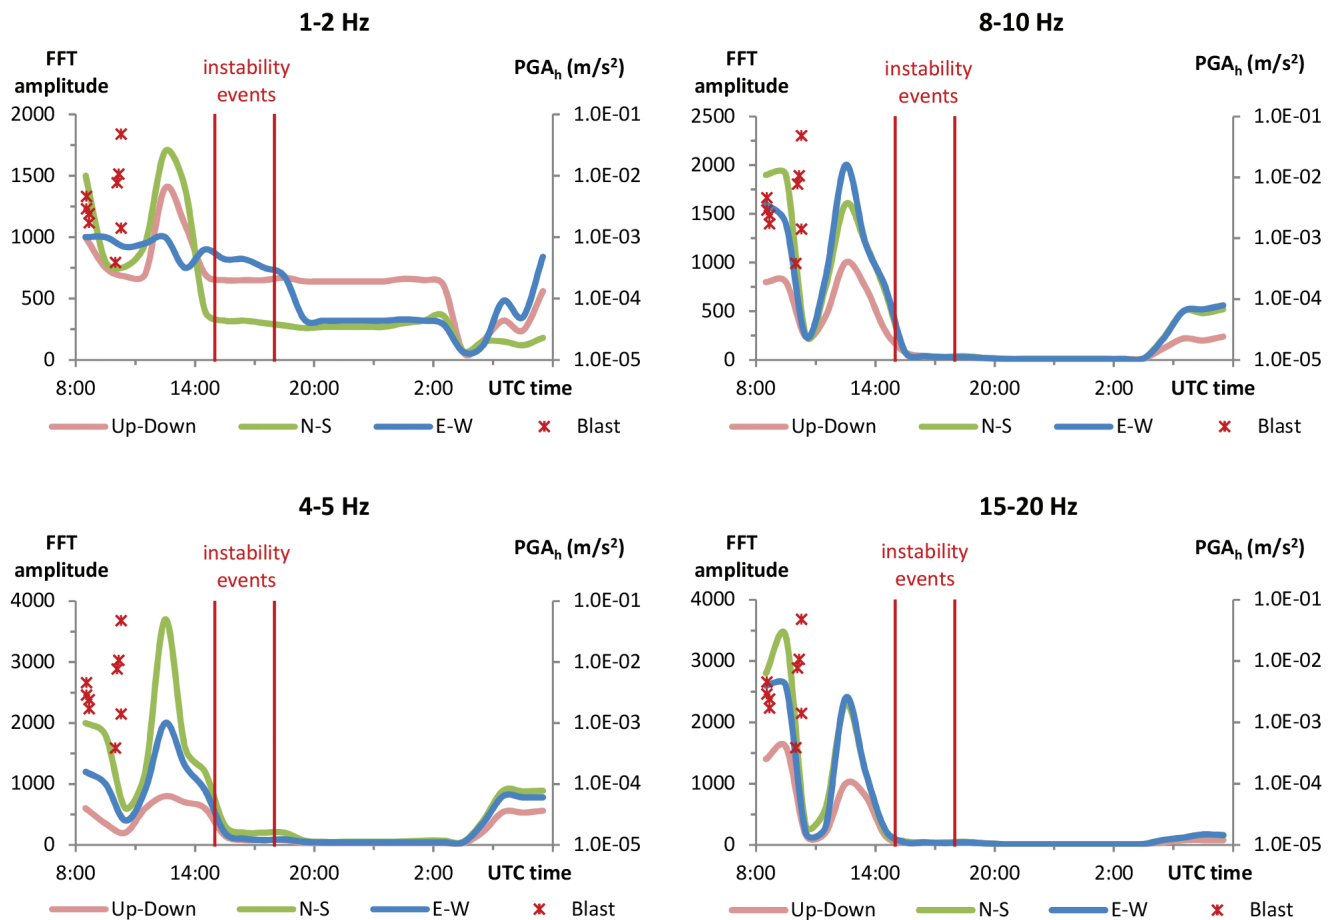 1-2 Hz
FFT
amplitude
instability
events
PGAh (m/s2)
2000
1500
1000
500
0
1.0E-01
1.0E-02
1.0E-03
1.0E-04
1.0E-05
8:00 14:00 20:00 2:00 UTC time
Up-Down N-S E-W Blast
8-10 Hz
FFT
amplitude
instability
events
PGAh (m/s2)
2500
2000
1500
1000
500
0
1.0E-01
1.0E-02
1.0E-03
1.0E-04
1.0E-05
8:00 14:00 20:00 2:00 UTC time
Up-Down N-S E-W Blast
4-5 Hz
FFT
amplitude
instability
events
PGAh (m/s2)
4000
3000
2000
1000
0
1.0E-01
1.0E-02
1.0E-03
1.0E-04
1.0E-05
8:00 14:00 20:00 2:00 UTC time
Up-Down N-S E-W Blast
15-20 Hz
FFT
amplitude
instability
events
PGAh (m/s2)
4000
3000
2000
1000
0
1.0E-01
1.0E-02
1.0E-03
1.0E-04
1.0E-05
8:00 14:00 20:00 2:00 UTC time
Up-Down N-S E-W Blast